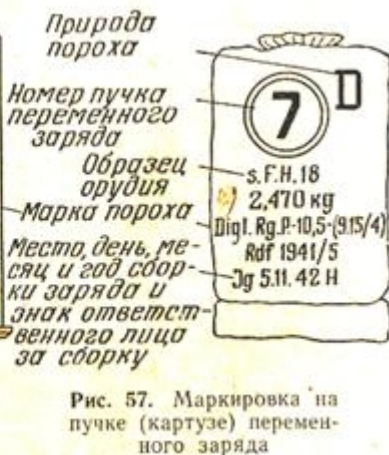 Природа
пороха
D
Номер пучка
переменного
заряда
7
Образец
орудия
s.F.H.18
2,470 кg
Марка пороха
Digl. Rg.P.-10,5-(9.15/4)
Rdf 1941/5
Место, день, ме-
сяц и год сбор-
ки заряда и
знак ответст-
венного лица
за сборку
Jg 5.11. 42 H
Рис. 57. Маркировка на
пучке (картузе) перемен-
ного заряда